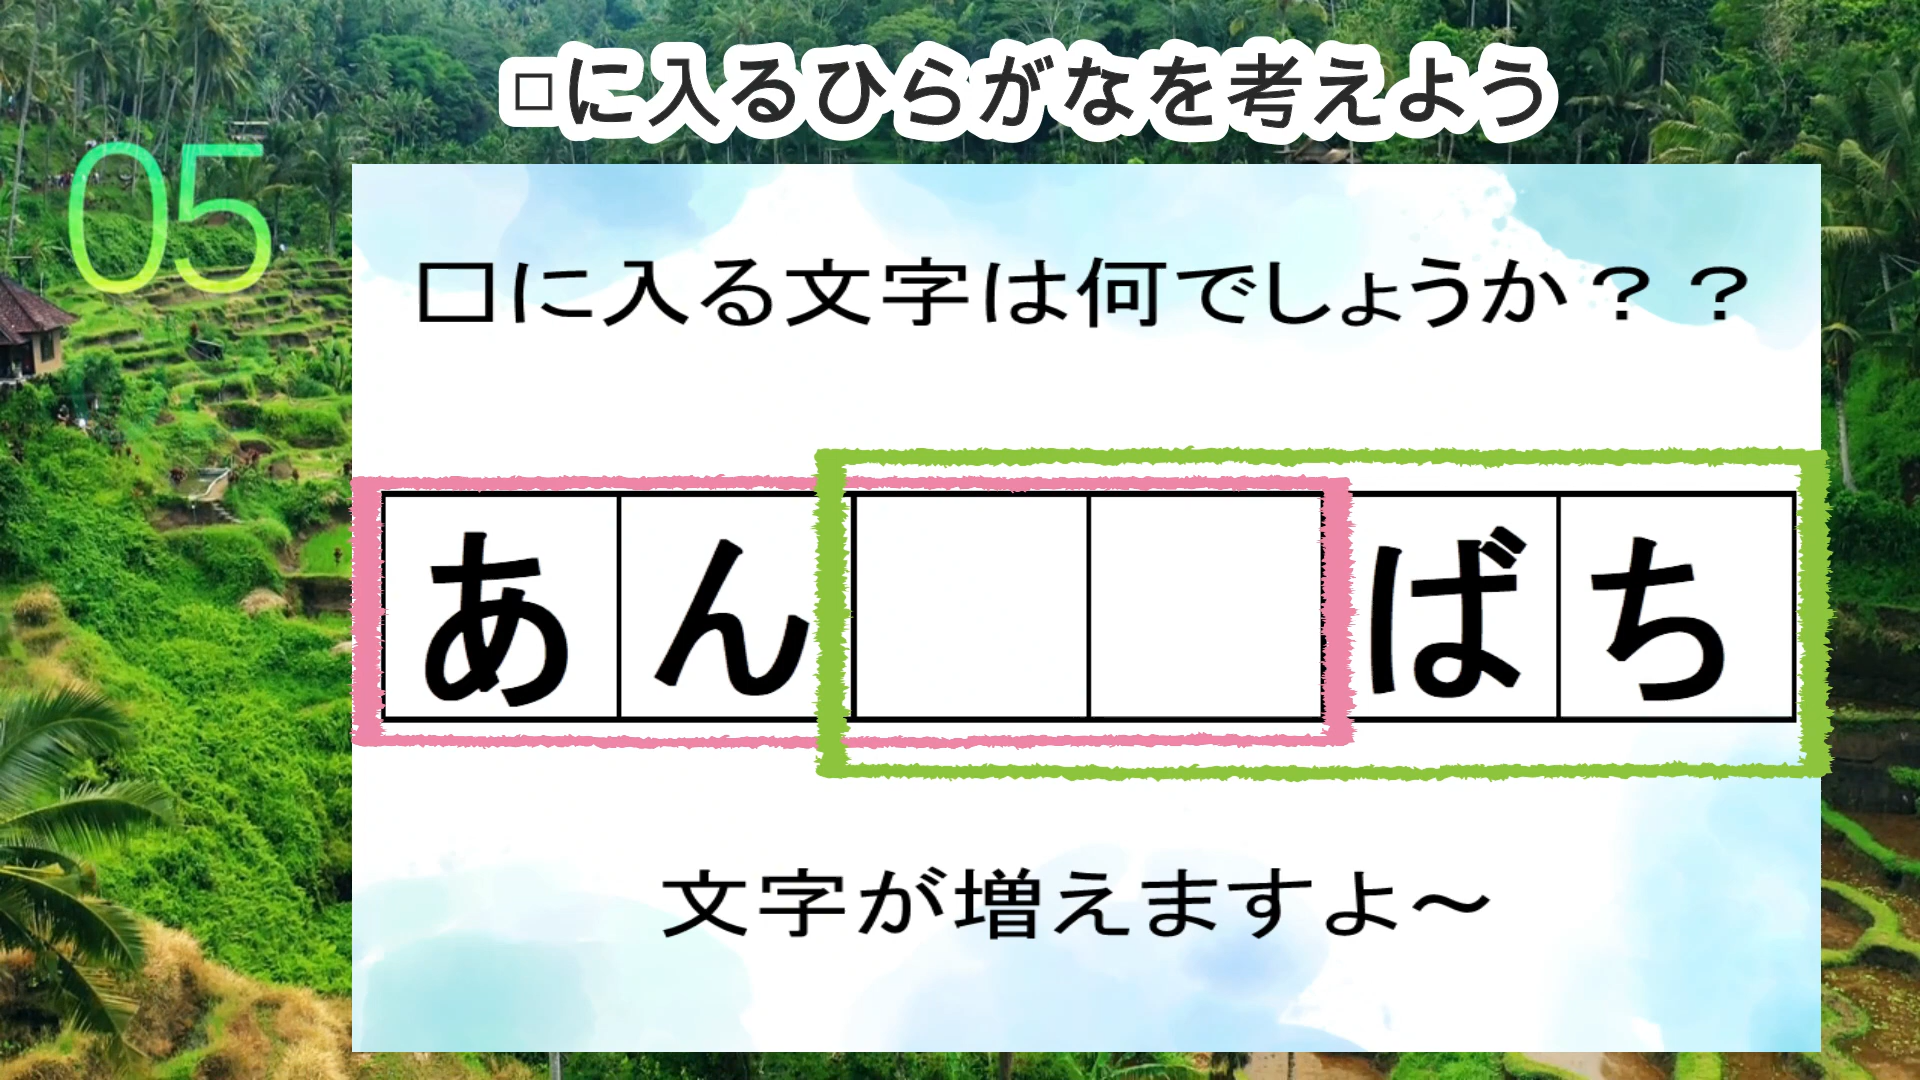 □に入るひらがなを考えよう
05
□に入る文字は何でしょうか？？
あん ばち
文字が増えますよ～